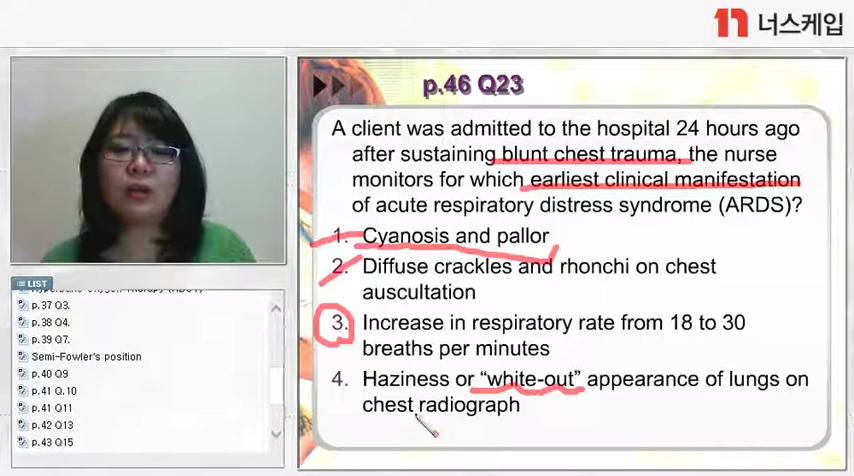 너스케입
p.46 Q23
A client was admitted to the hospital 24 hours ago
after sustaining blunt chest trauma, the nurse
monitors for which earliest clinical manifestation
of acute respiratory distress syndrome (ARDS)?
1. Cyanosis and pallor
2. Diffuse crackles and rhonchi on chest
auscultation
3. Increase in respiratory rate from 18 to 30
breaths per minutes
4. Haziness or “white-out” appearance of lungs on
chest radiograph
LIST
p.37 Q3.
p.38 Q4.
p.39 Q7.
Semi-Fowler's position
p.40 Q9
p.41 Q.10
p.41 Q11
p.42 Q13
p.43 Q15